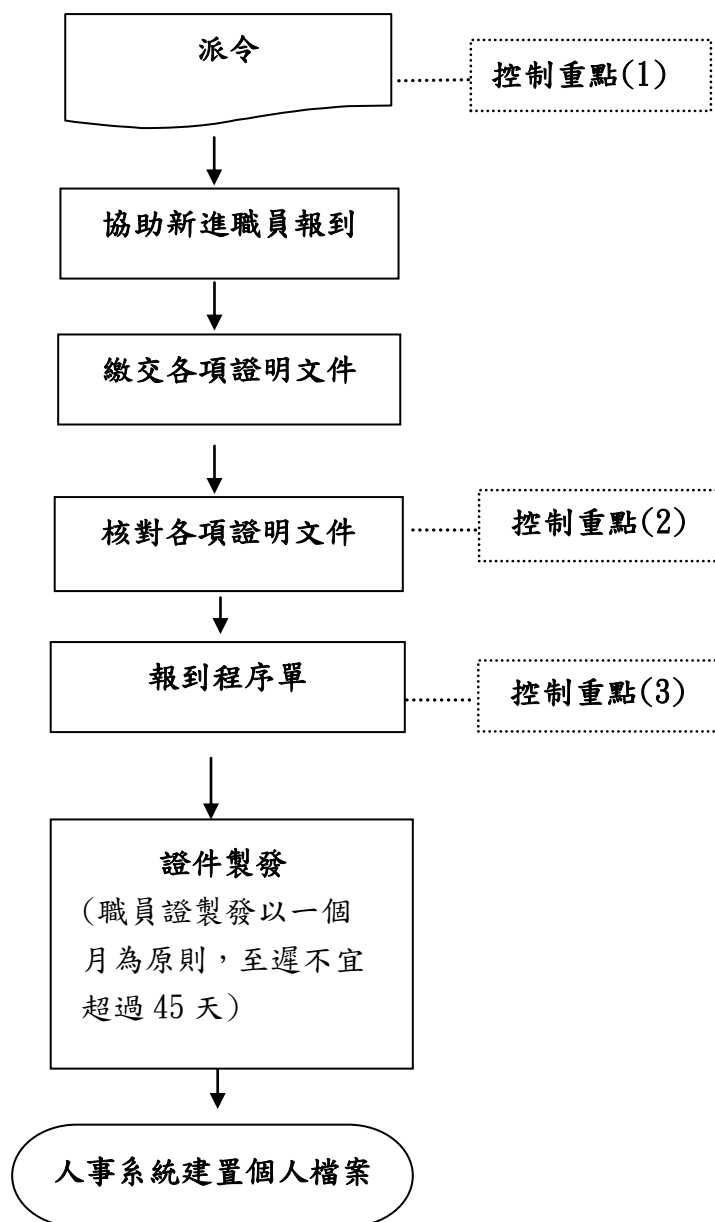 派令
控制重點(1)
協助新進職員報到
繳交各項證明文件
核對各項證明文件
控制重點(2)
報到程序單
控制重點(3)
證件製發
(職員證製發以一個
月為原則，至遲不宜
超過 45 天)
人事系統建置個人檔案